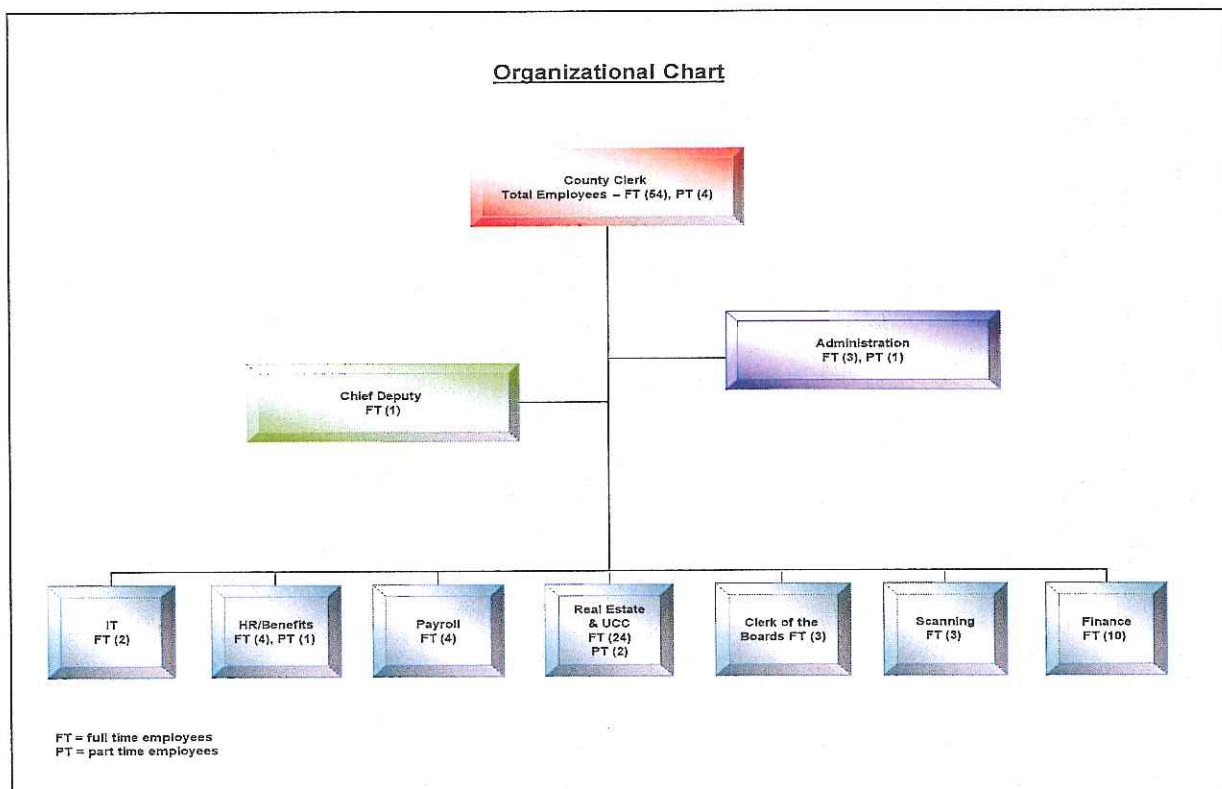 Organizational Chart
County Clerk
Total Employees – FT (54), PT (4)
Administration
FT (3), PT (1)
Chief Deputy
FT (1)
IT
FT (2)
HR/Benefits
FT (4), PT (1)
Payroll
FT (4)
Real Estate
& UCC
FT (24)
PT (2)
Clerk of the
Boards FT (3)
Scanning
FT (3)
Finance
FT (10)
FT = full time employees
PT = part time employees